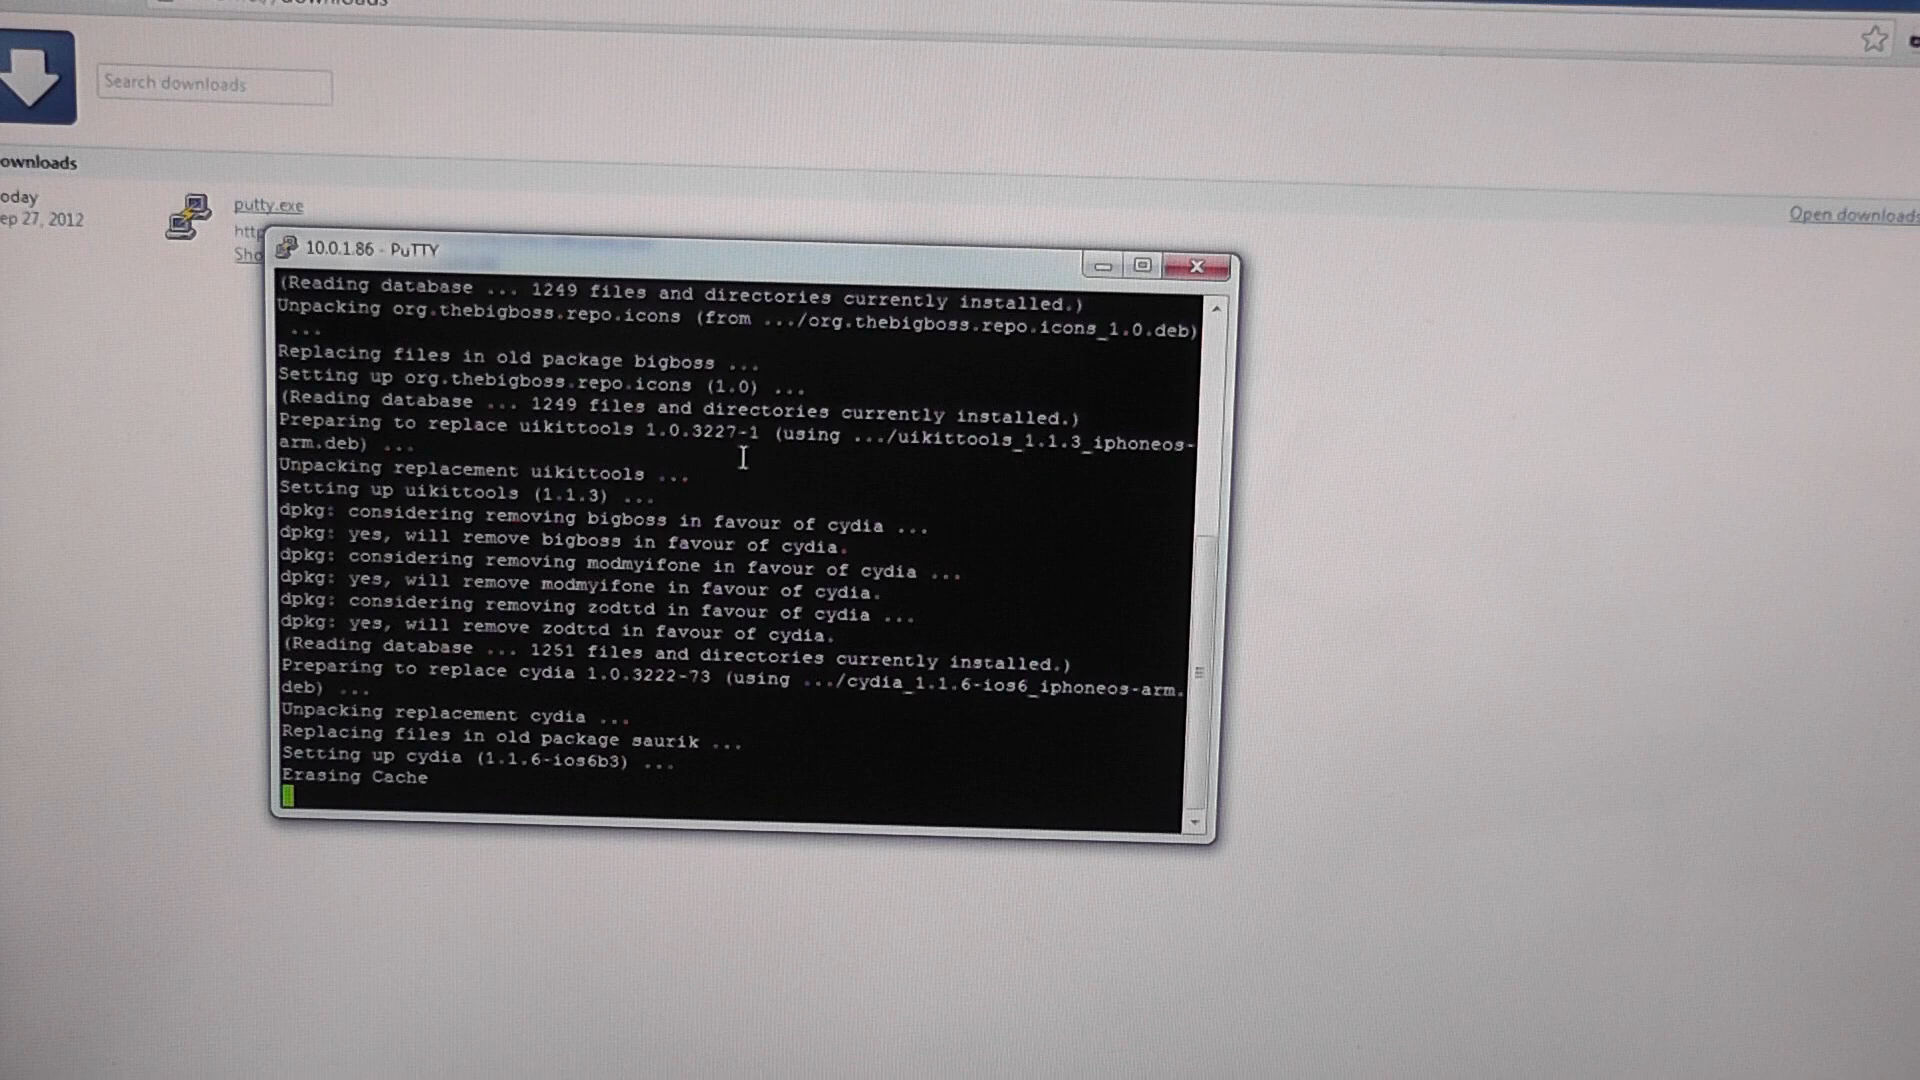 downloads
Search downloads
ownloads
oday
ep 27, 2012
putty.exe
http
Sho
Open downloads
10.0.1.86 - PuTTY
(Reading database ... 1249 files and directories currently installed.)
Unpacking org.thebigboss.repo.icons (from .../org.thebigboss.repo.icons_1.0.deb)
...
Replacing files in old package bigboss ...
Setting up org.thebigboss.repo.icons (1.0) ...
(Reading database ... 1249 files and directories currently installed.)
Preparing to replace uikittools 1.0.3227-1 (using .../uikittools_1.1.3_iphoneos-
arm.deb) ...
Unpacking replacement uikittools ...
Setting up uikittools (1.1.3) ...
dpkg: considering removing bigboss in favour of cydia ...
dpkg: yes, will remove bigboss in favour of cydia.
dpkg: considering removing modmyifone in favour of cydia ...
dpkg: yes, will remove modmyifone in favour of cydia.
dpkg: considering removing zodttd in favour of cydia ...
dpkg: yes, will remove zodttd in favour of cydia.
(Reading database ... 1251 files and directories currently installed.)
Preparing to replace cydia 1.0.3222-73 (using .../cydia_1.1.6-ios6_iphoneos-arm.
deb) ...
Unpacking replacement cydia ...
Replacing files in old package saurik ...
Setting up cydia (1.1.6-ios6b3) ...
Erasing Cache